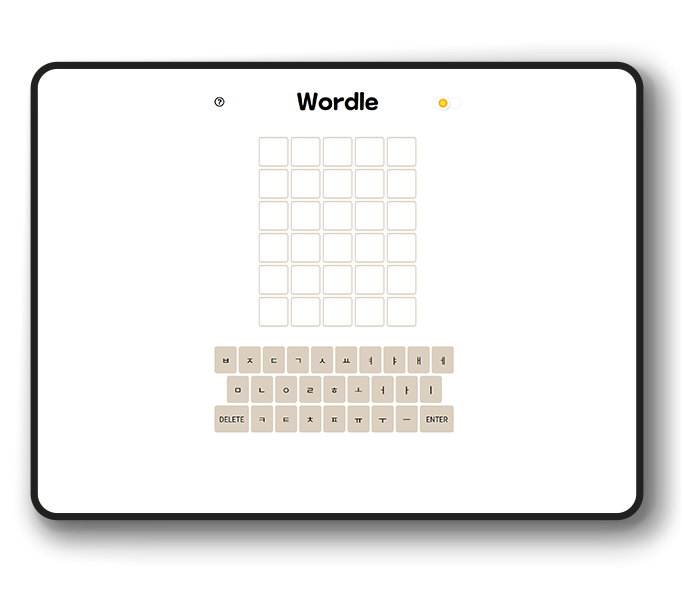 Wordle
ㅂ ㅈ ㄷ ㄱ ㅅ ㅛ ㅕ ㅑ ㅐ ㅔ
ㅁ ㄴ ㅇ ㄹ ㅎ ㅗ ㅓ ㅏ ㅣ
DELETE ㅋ ㅌ ㅊ ㅍ ㅠ ㅜ ㅡ ENTER